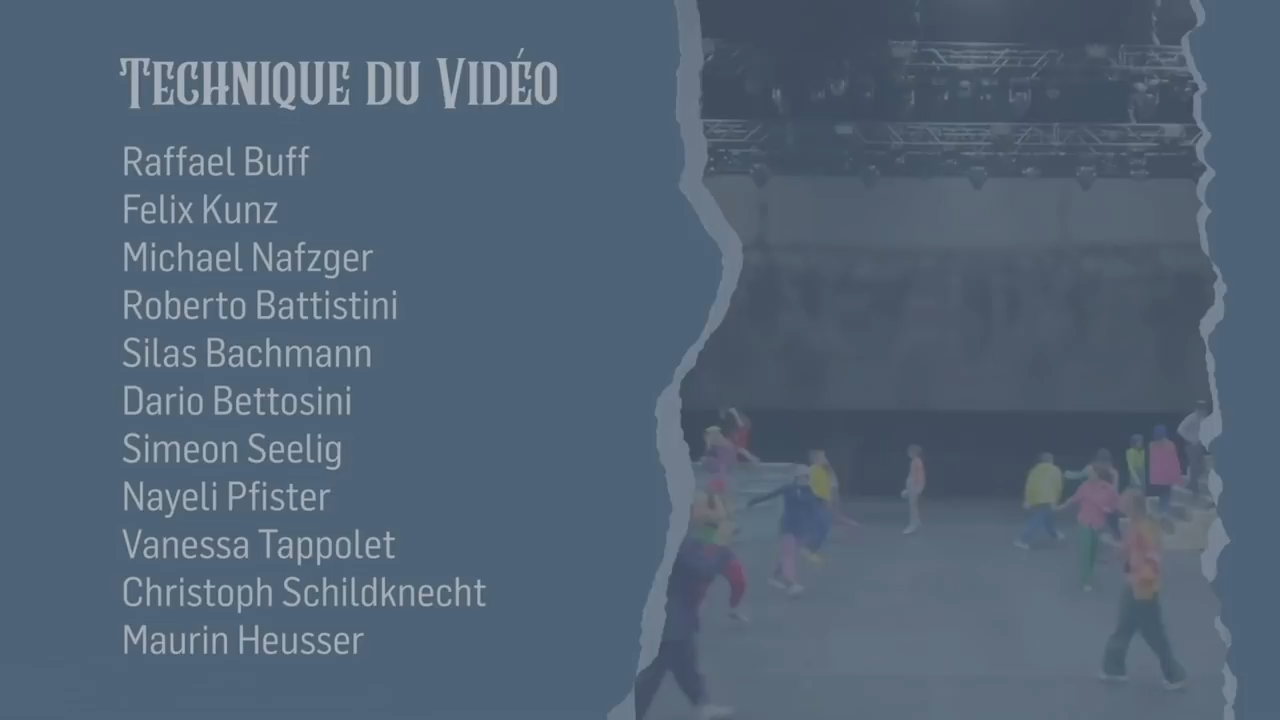 Technique du Vidéo
Raffael Buff
Felix Kunz
Michael Nafzger
Roberto Battistini
Silas Bachmann
Dario Bettosini
Simeon Seelig
Nayeli Pfister
Vanessa Tappolet
Christoph Schildknecht
Maurin Heusser